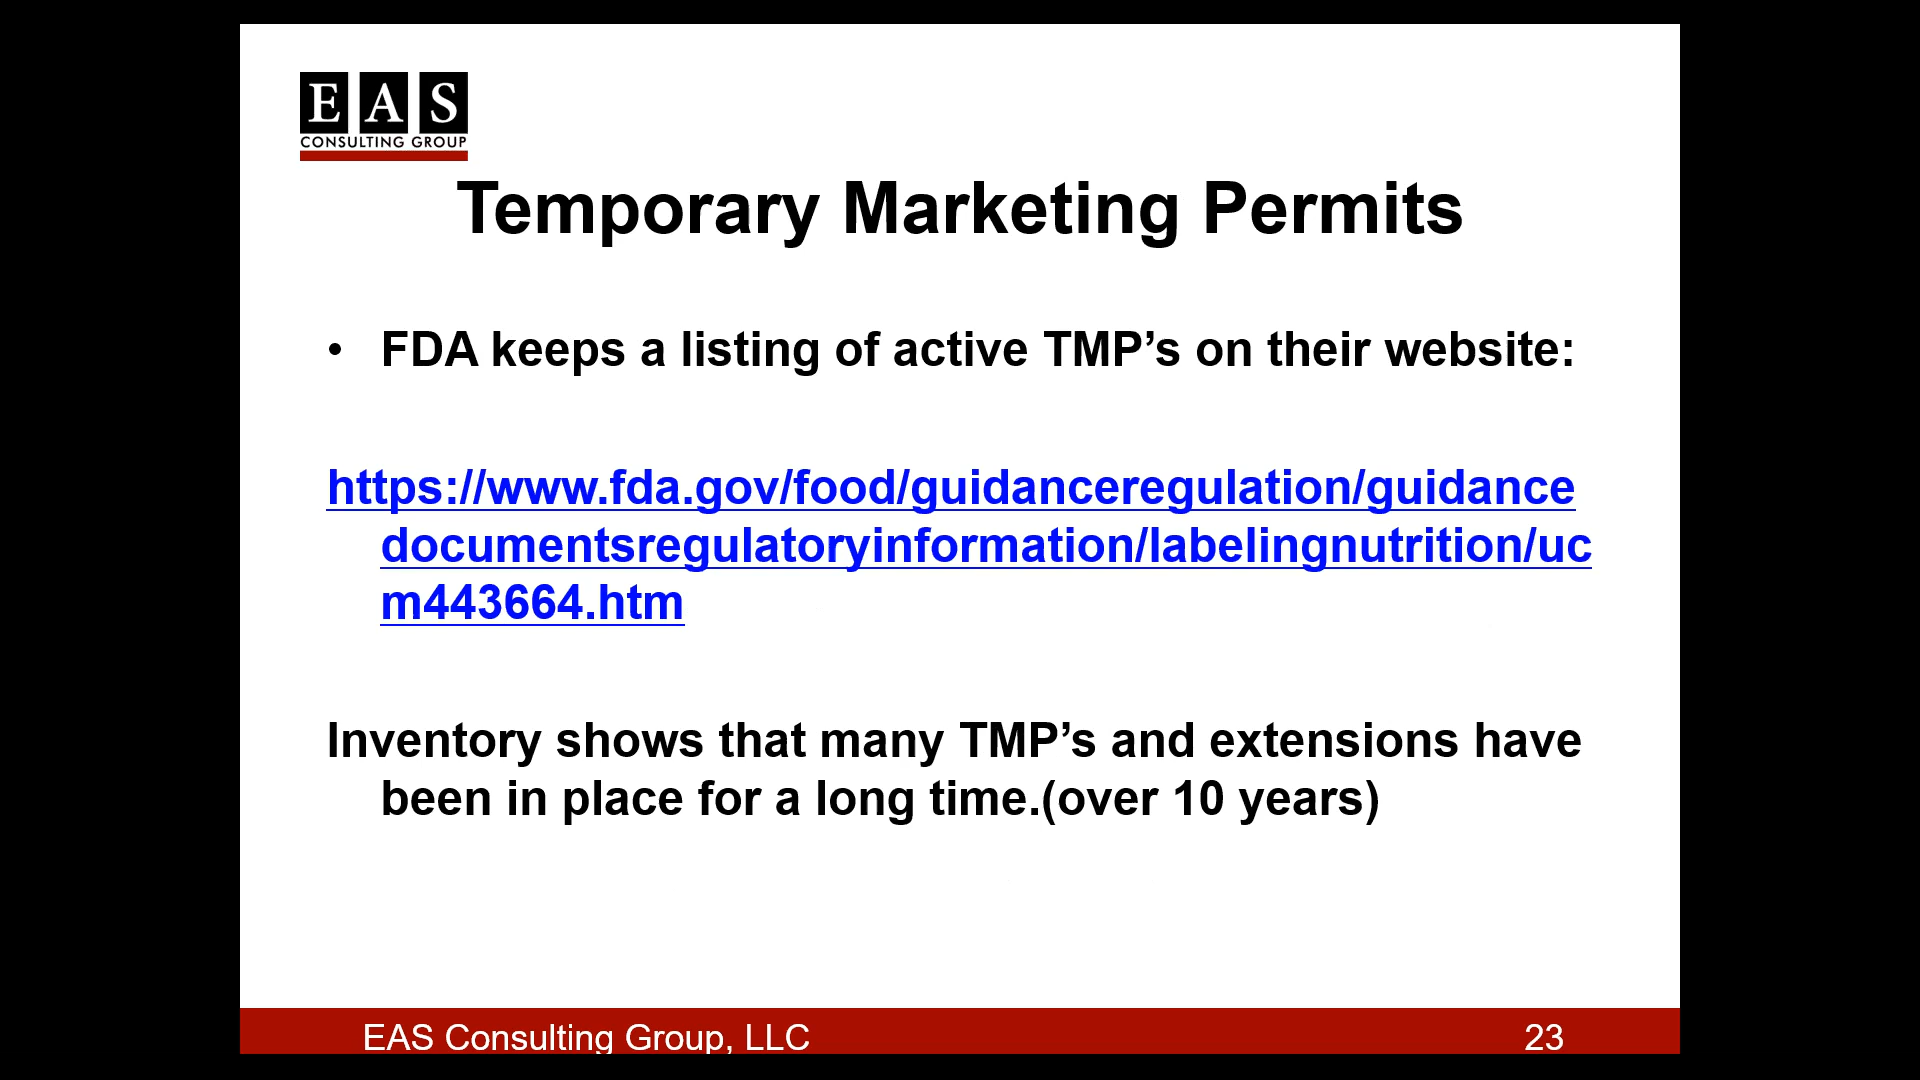 E A S
CONSULTING GROUP
Temporary Marketing Permits
• FDA keeps a listing of active TMP’s on their website:
https://www.fda.gov/food/guidanceregulation/guidance
documentsregulatoryinformation/labelingnutrition/uc
m443664.htm
Inventory shows that many TMP’s and extensions have
been in place for a long time.(over 10 years)
EAS Consulting Group, LLC
23